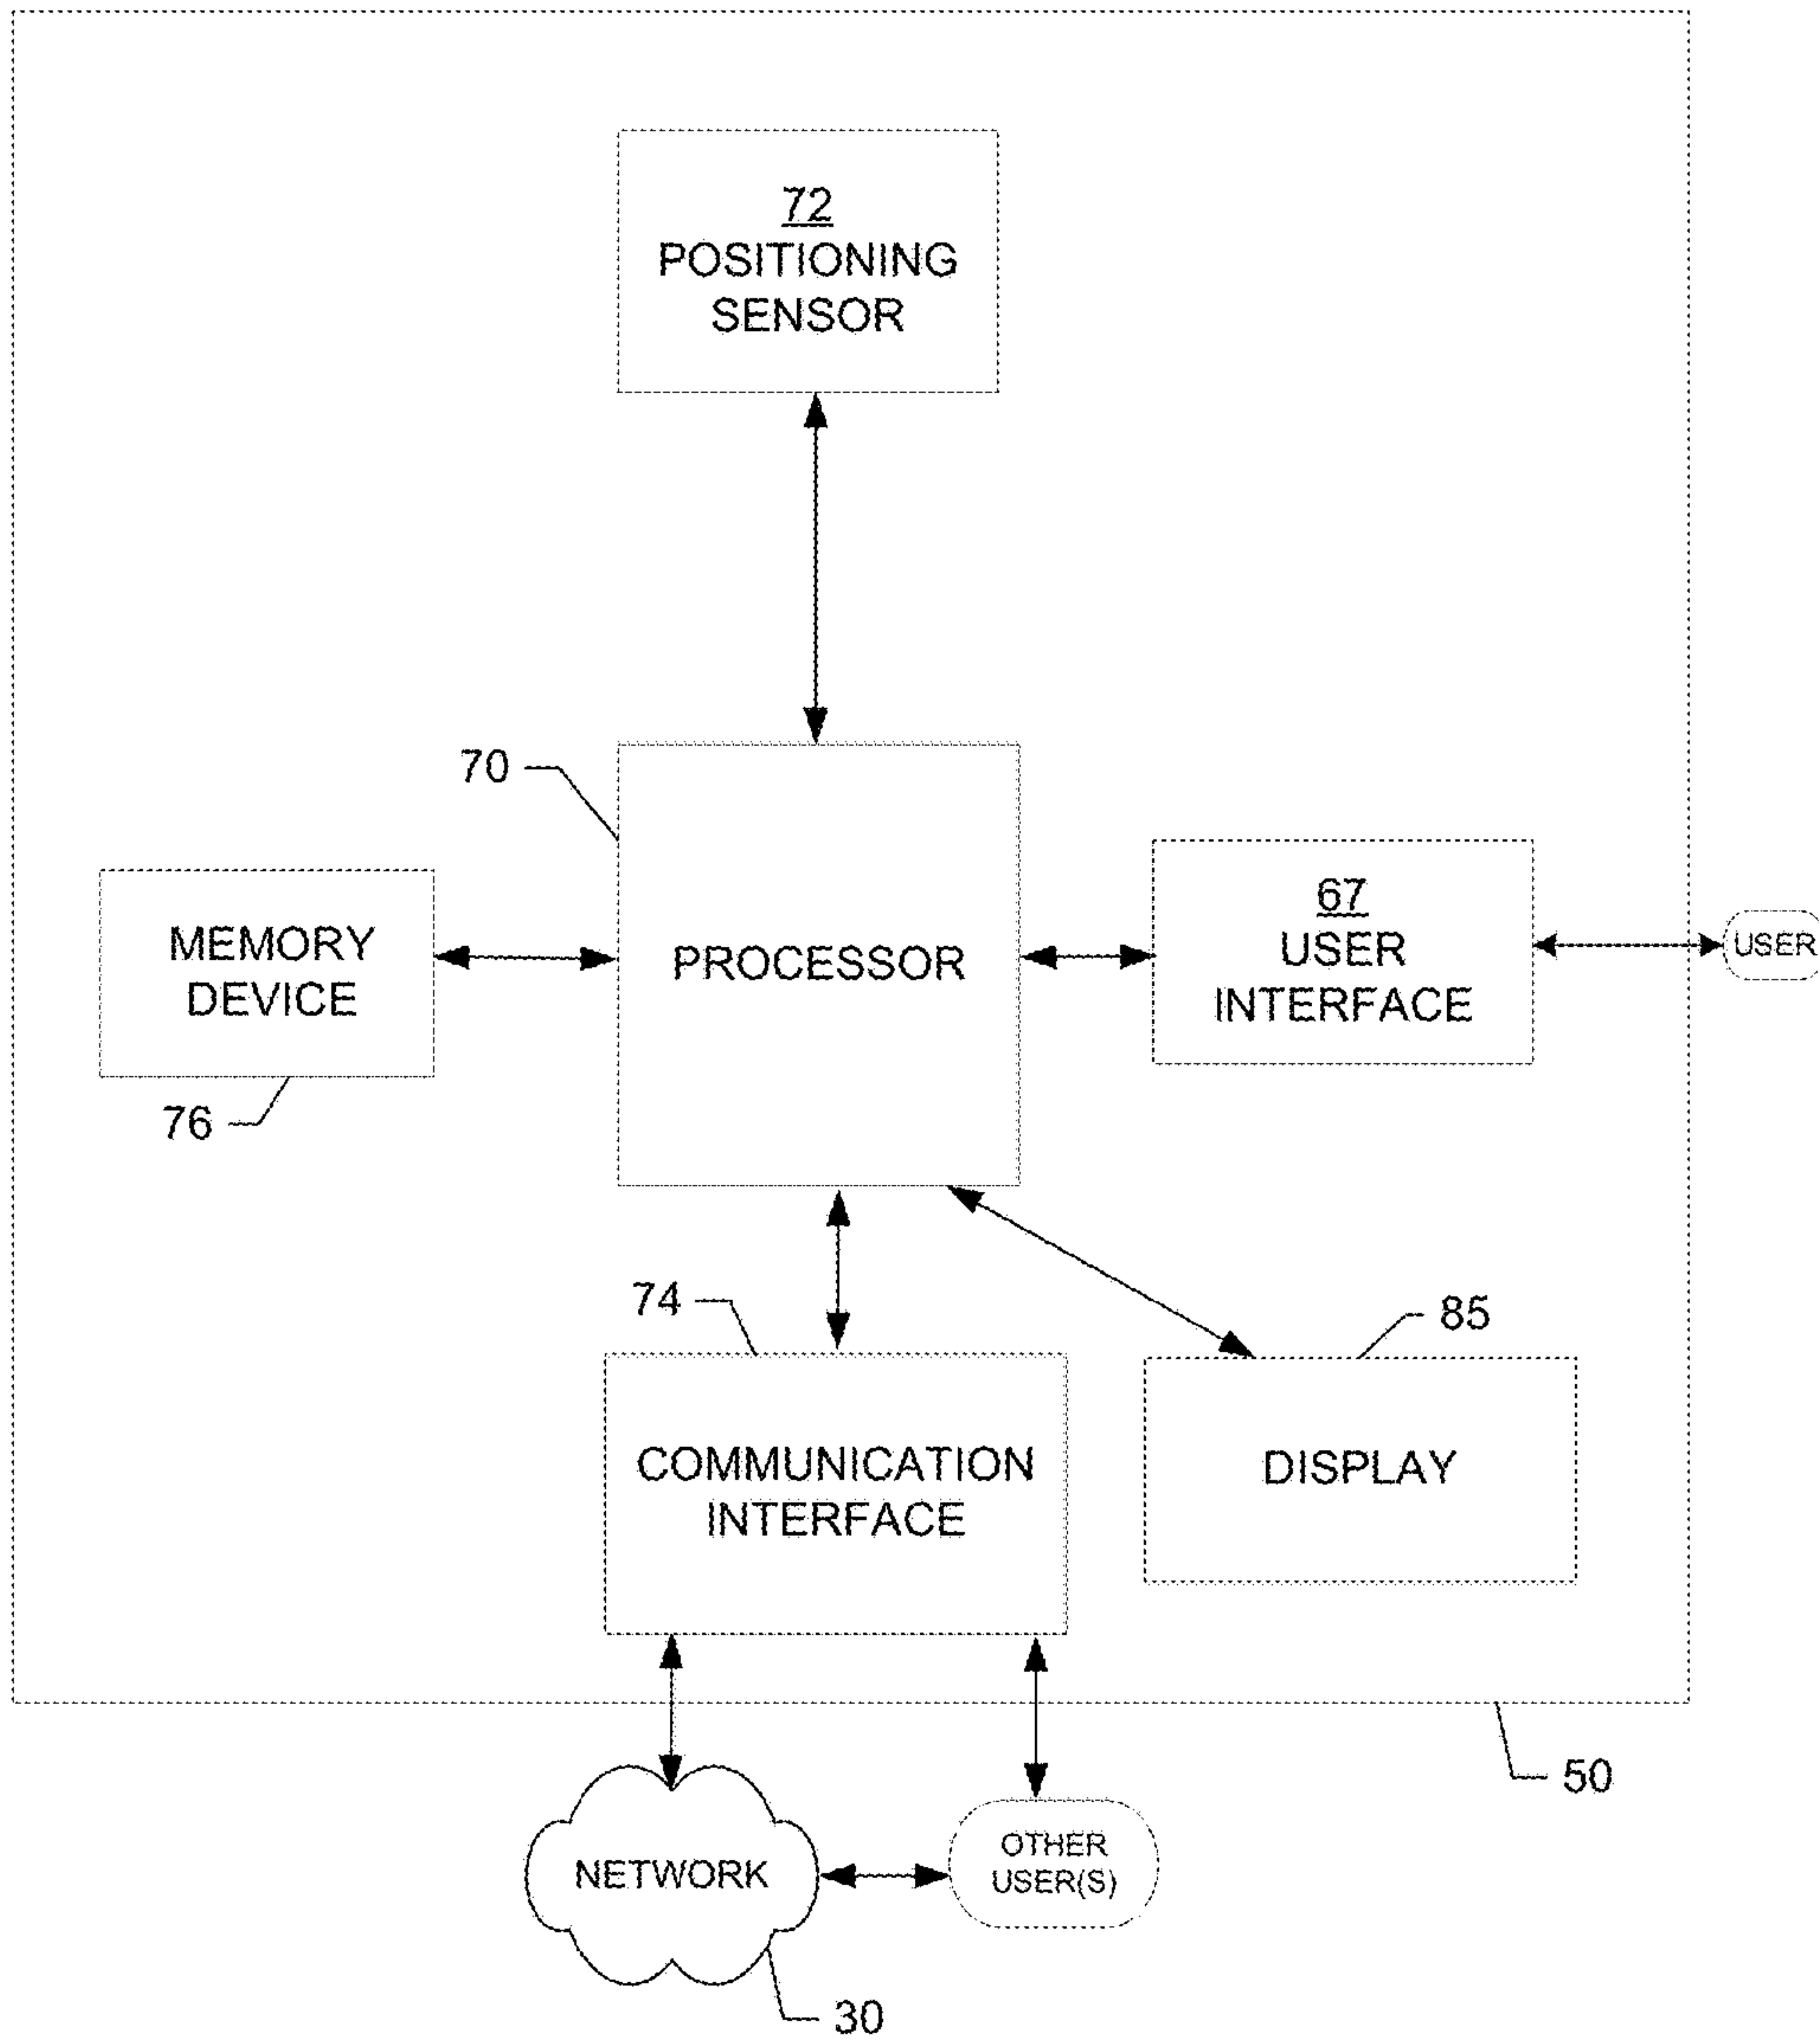 72
POSITIONING
SENSOR
70
PROCESSOR
MEMORY
DEVICE
76
67
USER
INTERFACE
USER
74
COMMUNICATION
INTERFACE
85
DISPLAY
50
NETWORK
OTHER
USER(S)
30